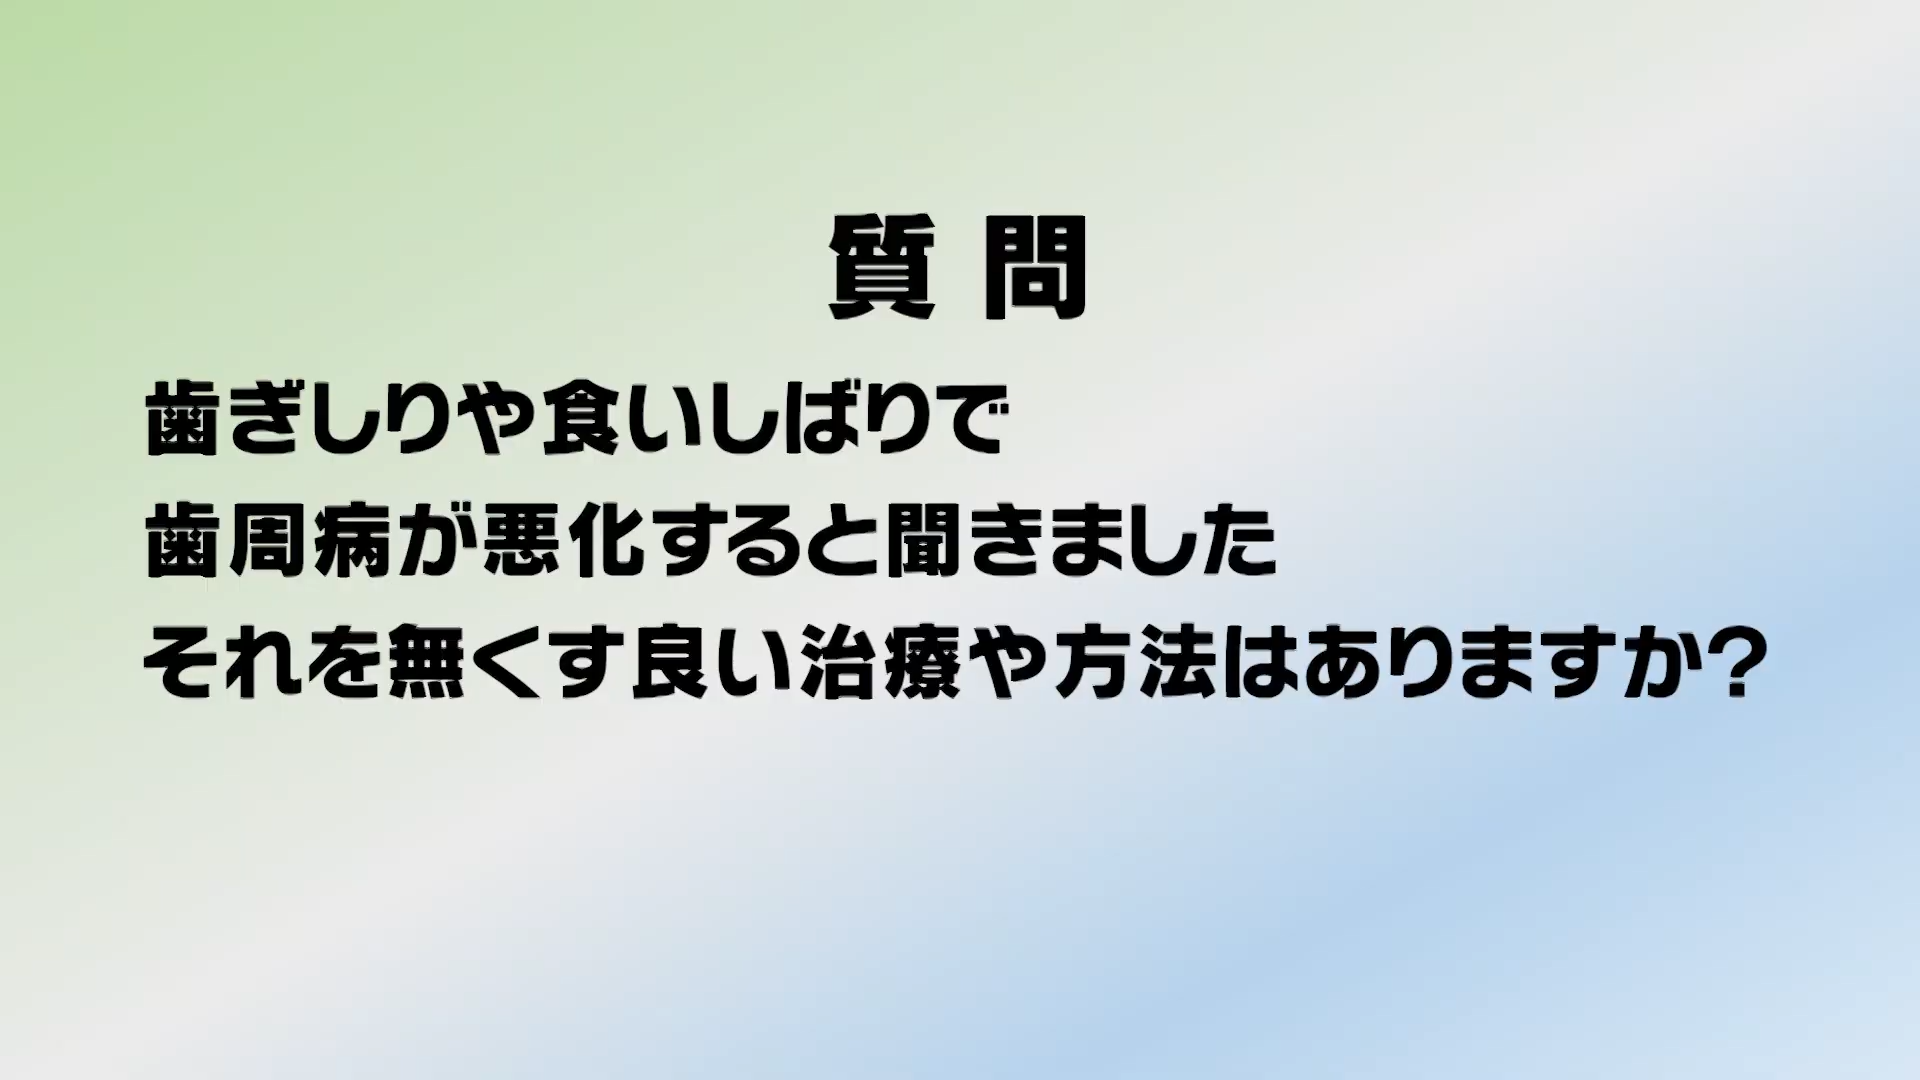 質問
歯ぎしりや食いしばりで
歯周病が悪化すると聞きました
それを無くす良い治療や方法はありますか?